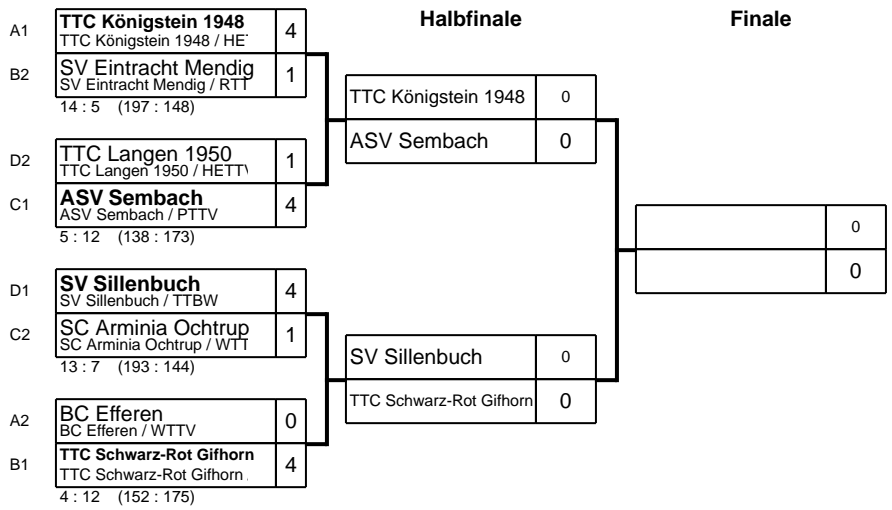 Halbfinale
Finale
A1
TTC Königstein 1948
4
TTC Königstein 1948 / HE
B2
SV Eintracht Mendig
1
SV Eintracht Mendig / RTT
14 : 5 (197 : 148)
D2
TTC Langen 1950
1
TTC Langen 1950 / HETT
C1
ASV Sembach
4
ASV Sembach / PTTV
5 : 12 (138 : 173)
D1
SV Sillenbuch
4
SV Sillenbuch / TTBW
C2
SC Arminia Ochtrup
1
SC Arminia Ochtrup / WTT
13 : 7 (193 : 144)
A2
BC Efferen
0
BC Efferen / WTTV
B1
TTC Schwarz-Rot Gifhorn
4
TTC Schwarz-Rot Gifhorn
4 : 12 (152 : 175)
TTC Königstein 1948 0
ASV Sembach 0
SV Sillenbuch 0
TTC Schwarz-Rot Gifhorn 0
0
0